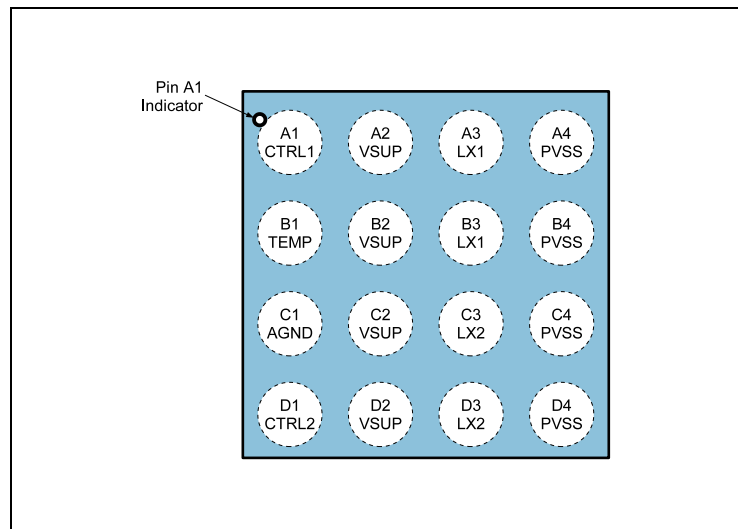 Pin A1
Indicator
A1
CTRL1
A2
VSUP
A3
LX1
A4
PVSS
B1
TEMP
B2
VSUP
B3
LX1
B4
PVSS
C1
AGND
C2
VSUP
C3
LX2
C4
PVSS
D1
CTRL2
D2
VSUP
D3
LX2
D4
PVSS